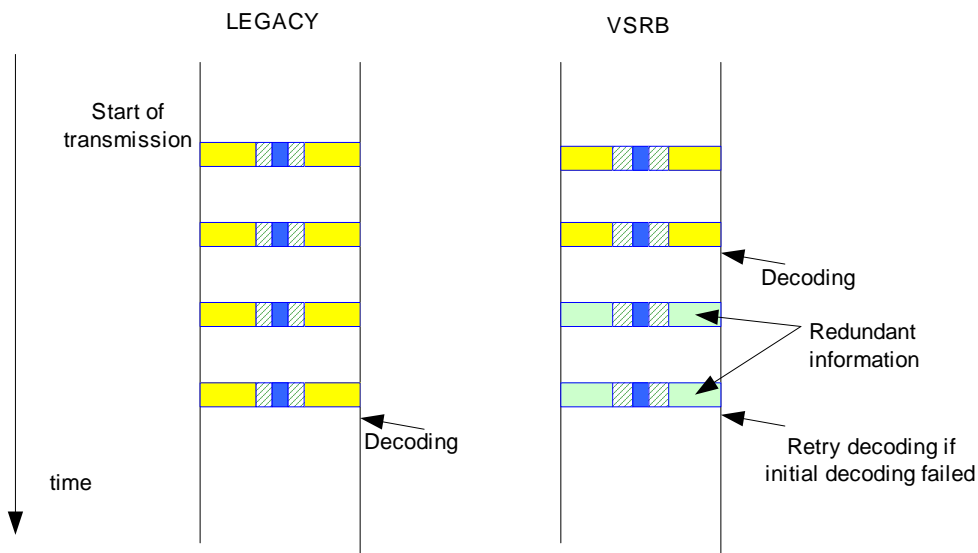 LEGACY
VSRB
Start of
transmission
Decoding
Redundant
information
Decoding
Retry decoding if
initial decoding failed
time